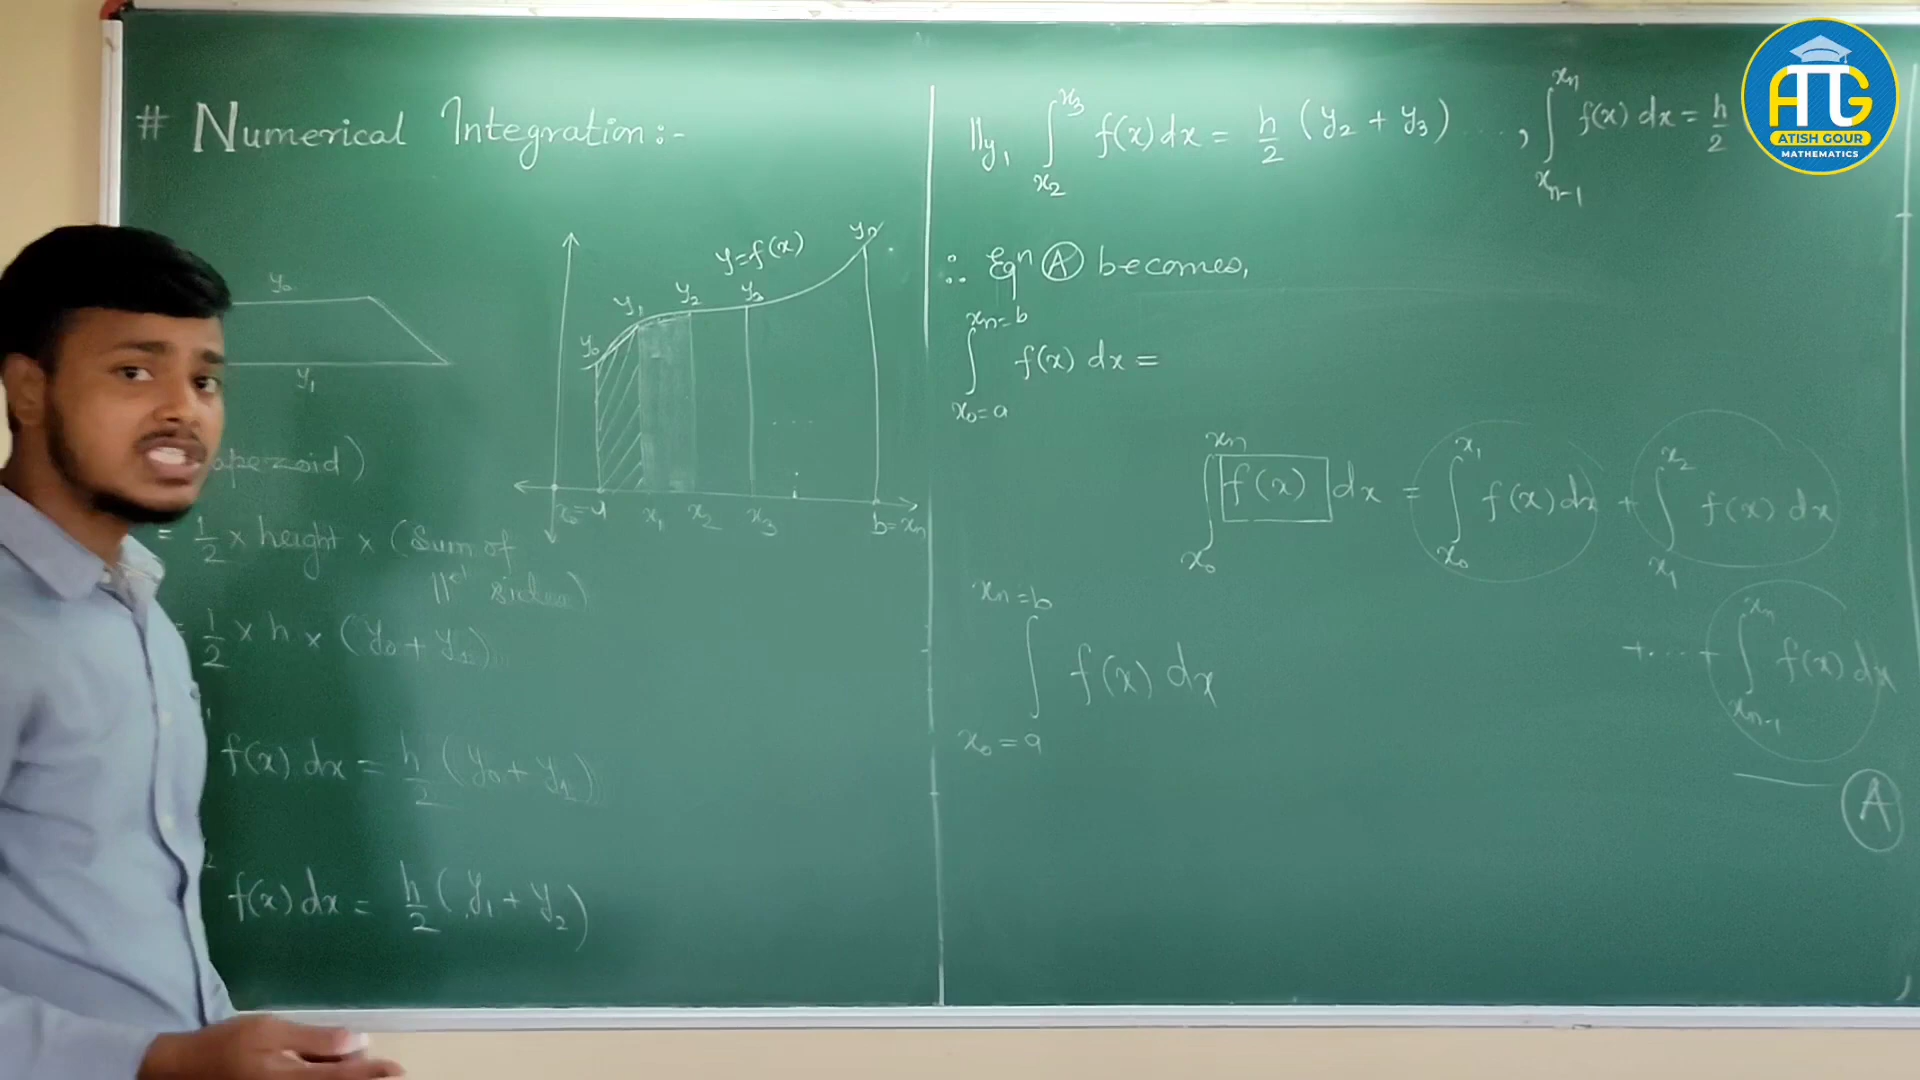 # Numerical Integration:-
y₀
y₁
apezoid)
= 1/2 × height × (Sum of
||el sides)
= 1/2 × h × (y₀ + y₁)
f(x) dx = h/2 (y₀ + y₁)
f(x) dx = h/2 (y₁ + y₂)
y = f(x)
y₀ y₁ y₂ y₃ yₙ
x₀=a x₁ x₂ x₃ b=xₙ
||ly, ∫_{x₂}^{x₃} f(x) dx = h/2 (y₂ + y₃) ...., ∫_{xₙ₋₁}^{xₙ} f(x) dx = h/2
∴ Eqⁿ Ⓐ becomes,
∫_{x₀=a}^{xₙ=b} f(x) dx =
∫_{x₀}^{xₙ} f(x) dx = ∫_{x₀}^{x₁} f(x) dx + ∫_{x₁}^{x₂} f(x) dx
+ .... + ∫_{xₙ₋₁}^{xₙ} f(x) dx
— Ⓐ
∫_{x₀=a}^{xₙ=b} f(x) dx
ATG
ATISH GOUR
MATHEMATICS